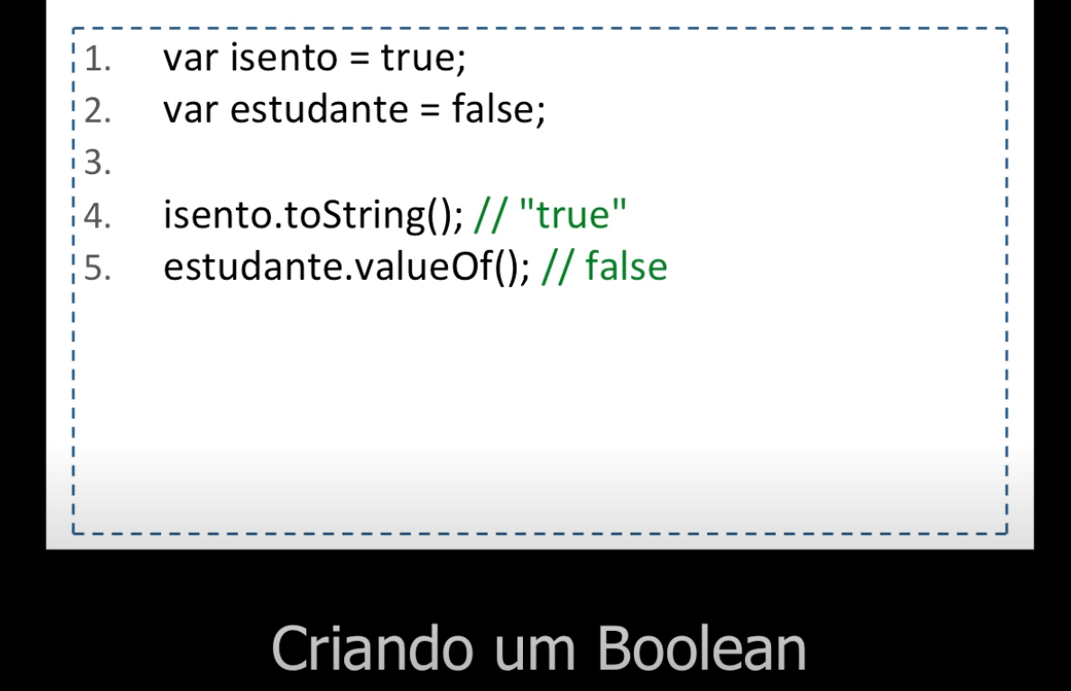 1. var isento = true;
2. var estudante = false;
3.
4. isento.toString(); // "true"
5. estudante.valueOf(); // false
Criando um Boolean